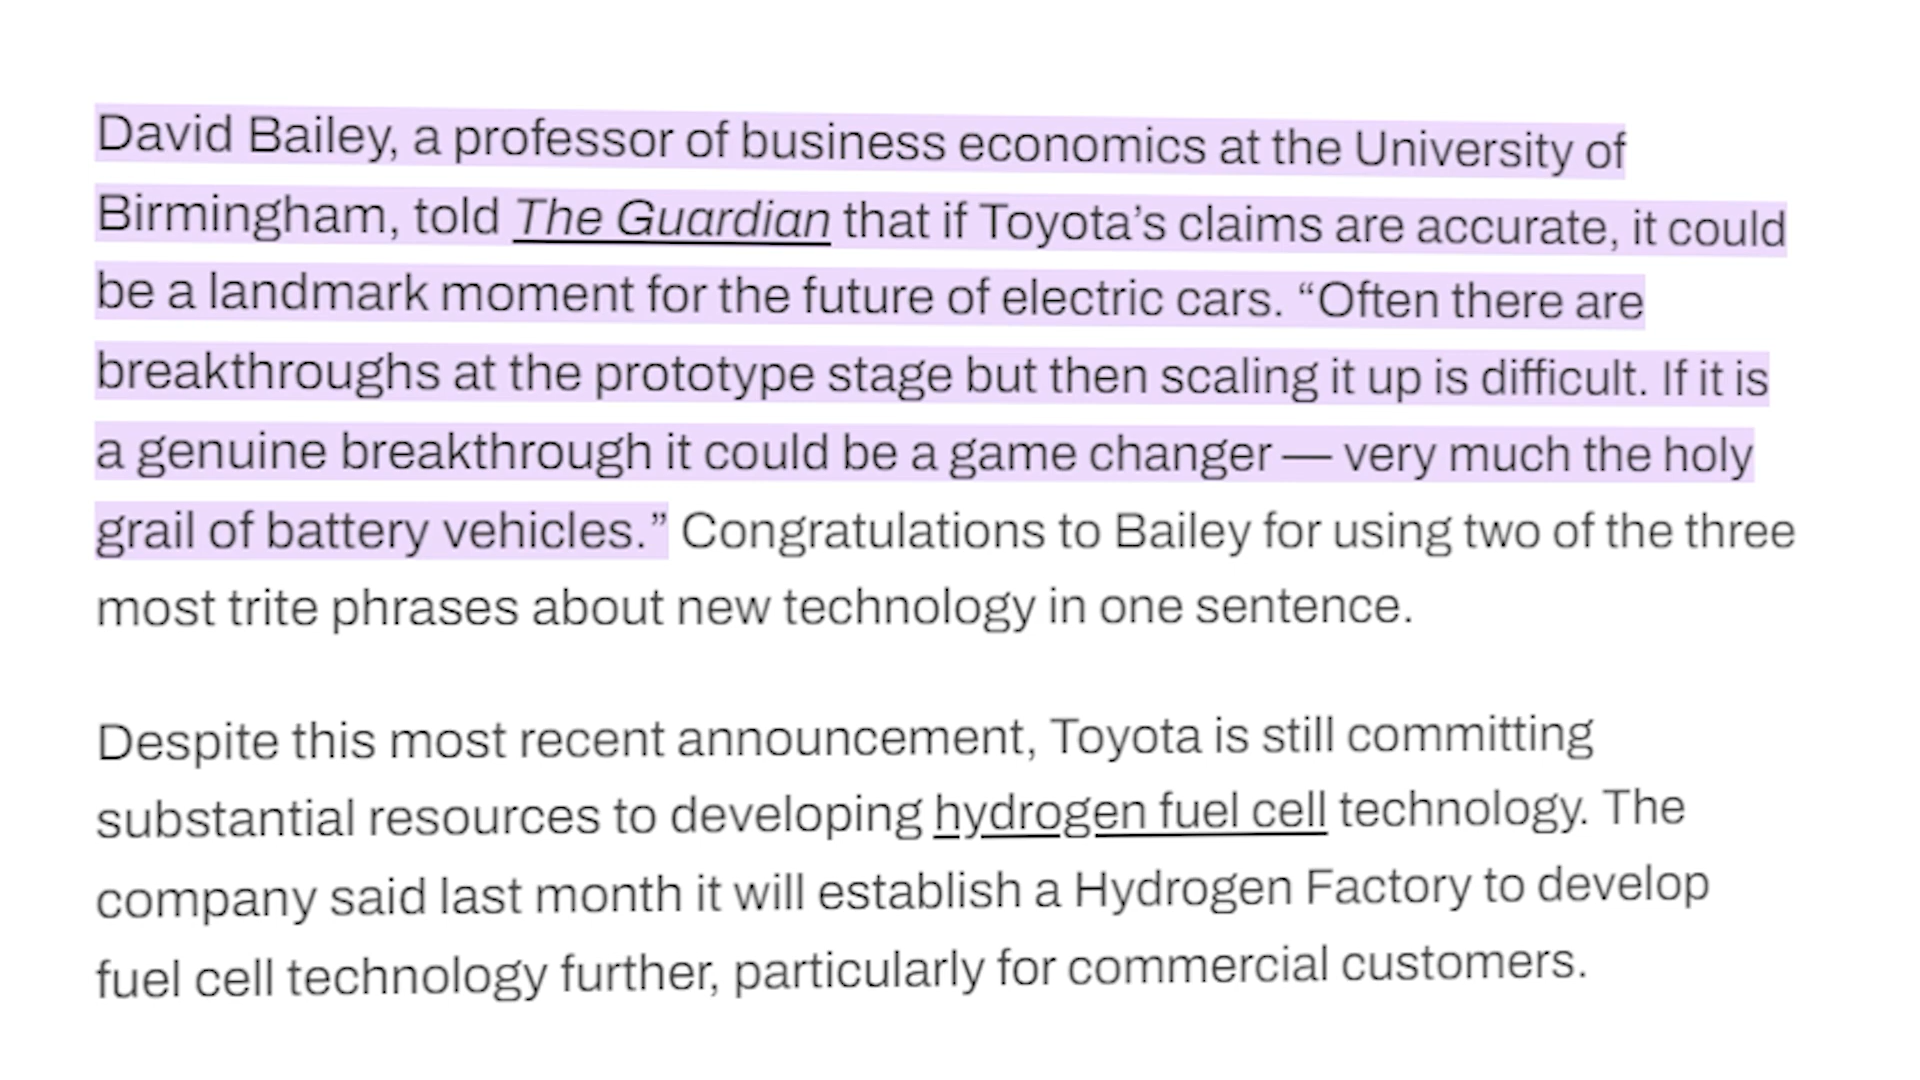 David Bailey, a professor of business economics at the University of
Birmingham, told The Guardian that if Toyota’s claims are accurate, it could
be a landmark moment for the future of electric cars. “Often there are
breakthroughs at the prototype stage but then scaling it up is difficult. If it is
a genuine breakthrough it could be a game changer — very much the holy
grail of battery vehicles.” Congratulations to Bailey for using two of the three
most trite phrases about new technology in one sentence.
Despite this most recent announcement, Toyota is still committing
substantial resources to developing hydrogen fuel cell technology. The
company said last month it will establish a Hydrogen Factory to develop
fuel cell technology further, particularly for commercial customers.